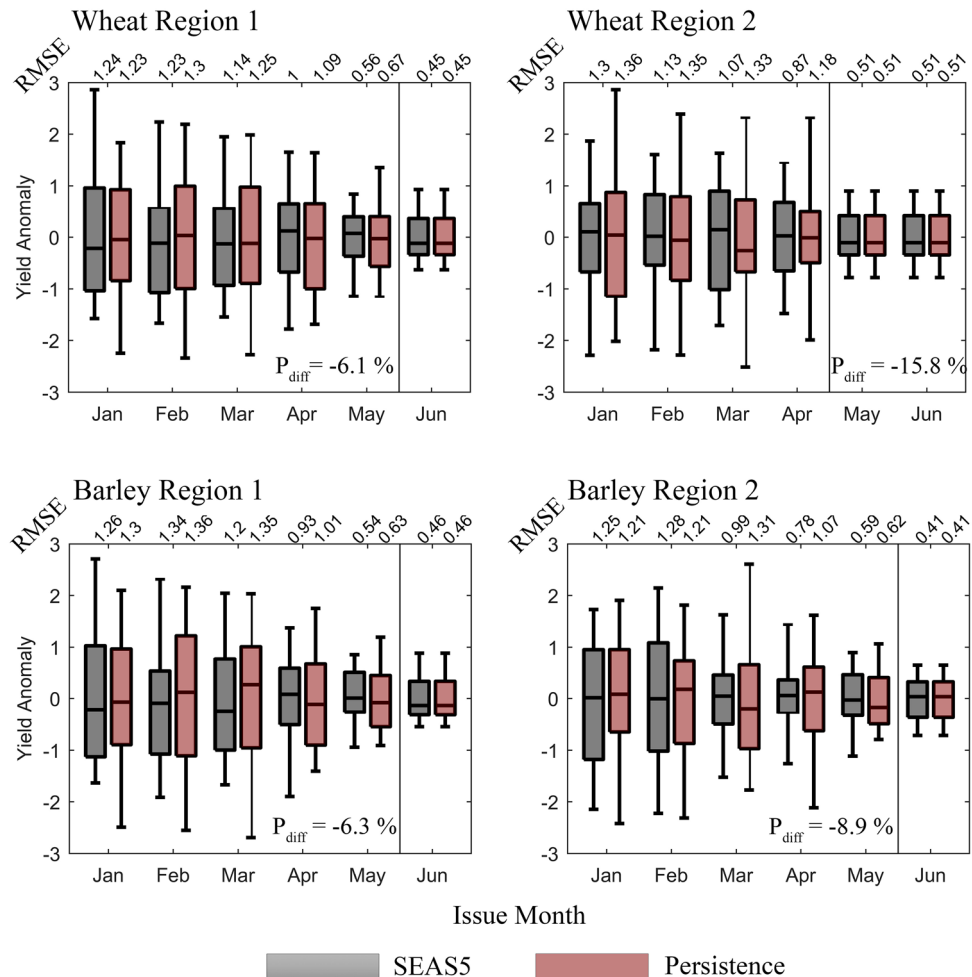 Wheat Region 1
RMSE
1.24 1.23 1.23 1.3 1.14 1.25 1 1.09 0.56 0.67 0.45 0.45
3
2
1
0
-1
-2
-3
Yield Anomaly
P_diff = -6.1 %
Jan Feb Mar Apr May Jun
Wheat Region 2
RMSE
1.3 1.36 1.13 1.35 1.07 1.33 0.87 1.18 0.51 0.51 0.51 0.51
3
2
1
0
-1
-2
-3
P_diff = -15.8 %
Jan Feb Mar Apr May Jun
Barley Region 1
RMSE
1.26 1.3 1.34 1.36 1.2 1.35 0.93 1.01 0.54 0.63 0.46 0.46
3
2
1
0
-1
-2
-3
Yield Anomaly
P_diff = -6.3 %
Jan Feb Mar Apr May Jun
Barley Region 2
RMSE
1.25 1.21 1.28 1.21 0.99 1.31 0.78 1.07 0.59 0.62 0.41 0.41
3
2
1
0
-1
-2
-3
P_diff = -8.9 %
Jan Feb Mar Apr May Jun
Issue Month
SEAS5 Persistence